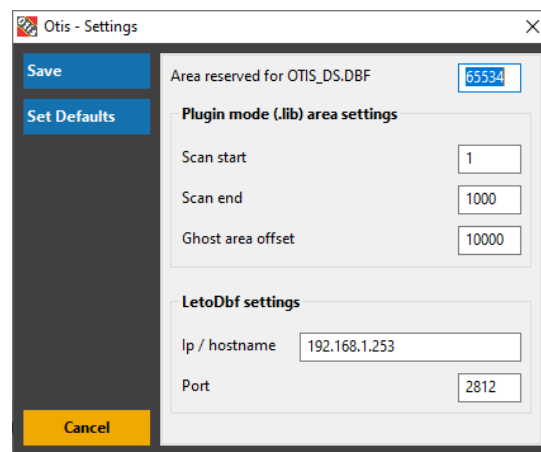 Otis - Settings
Save
Set Defaults
Area reserved for OTIS_DS.DBF 65534
Plugin mode (.lib) area settings
Scan start 1
Scan end 1000
Ghost area offset 10000
LetoDbf settings
Ip / hostname 192.168.1.253
Port 2812
Cancel